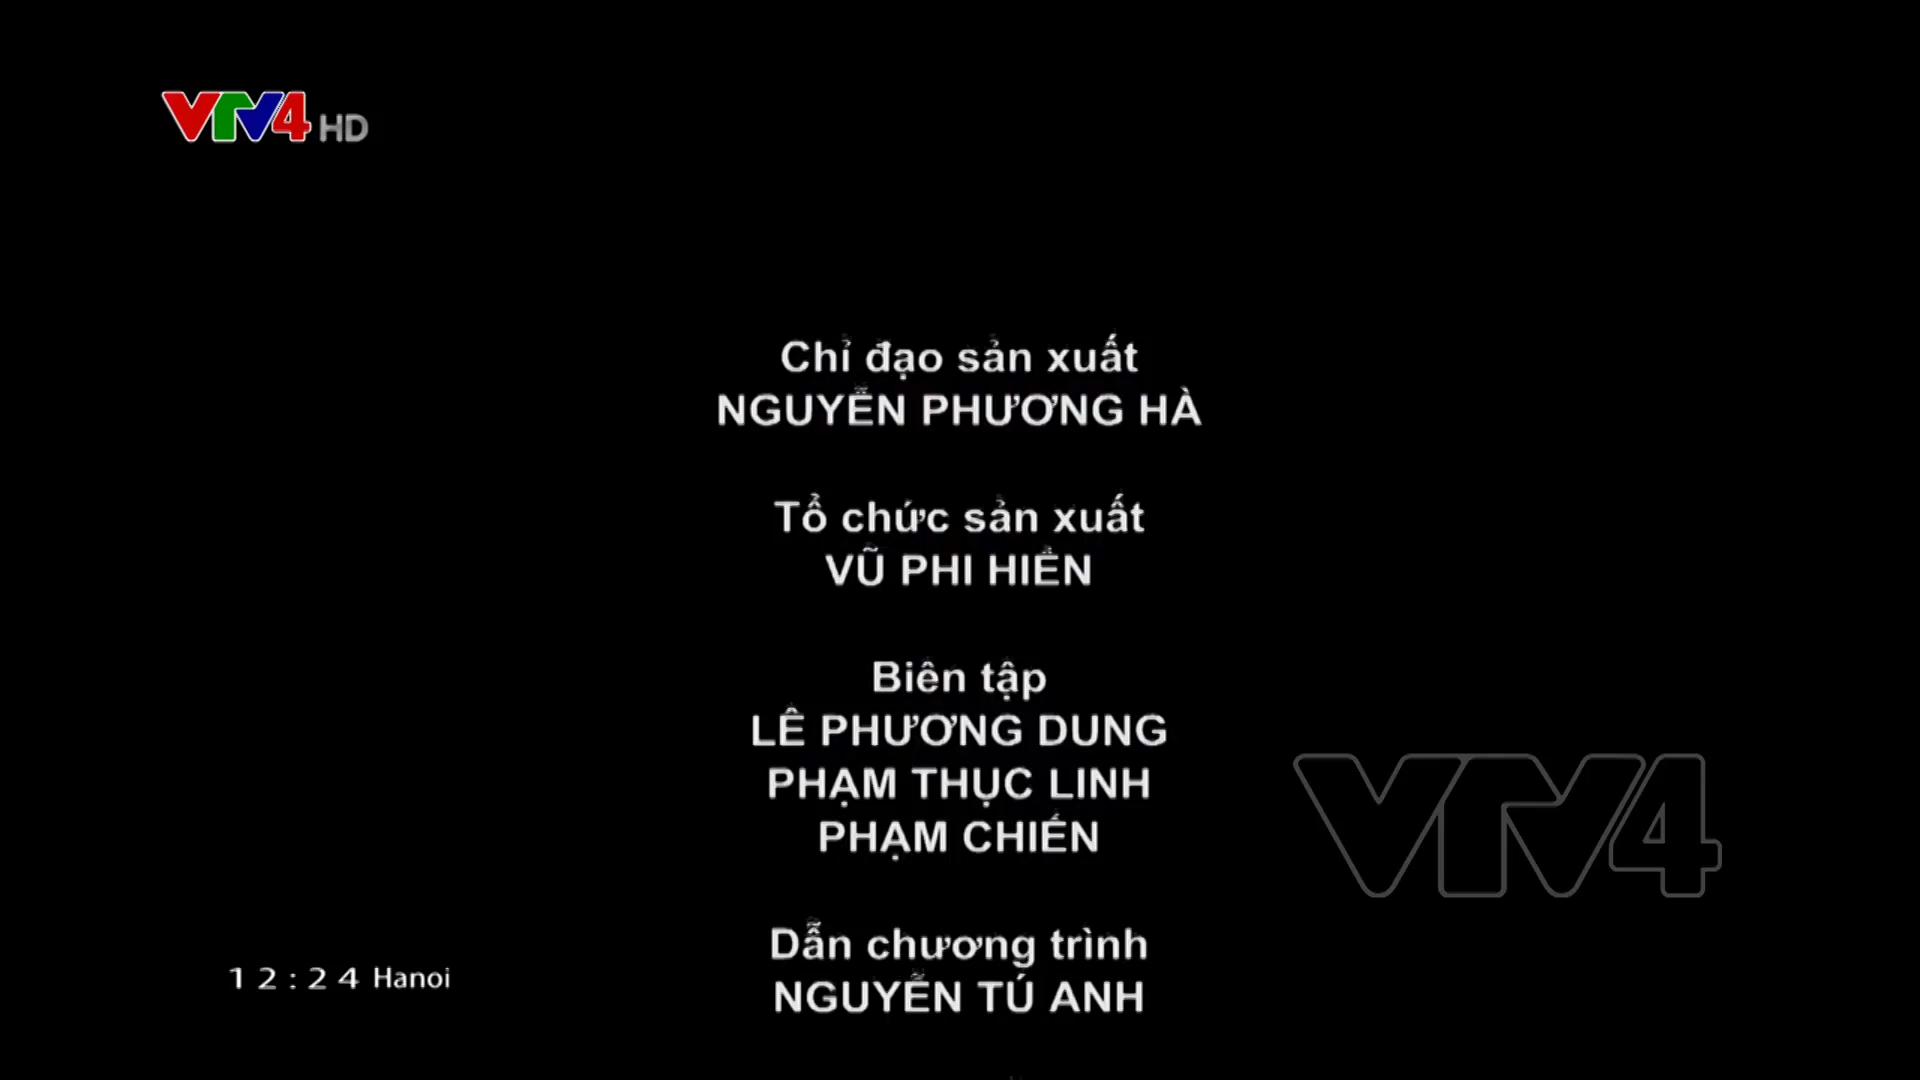 VTV4 HD
Chỉ đạo sản xuất
NGUYỄN PHƯƠNG HÀ
Tổ chức sản xuất
VŨ PHI HIỀN
Biên tập
LÊ PHƯƠNG DUNG
PHẠM THỤC LINH
PHẠM CHIẾN
VTV4
Dẫn chương trình
12:24 Hanoi
NGUYỄN TÚ ANH